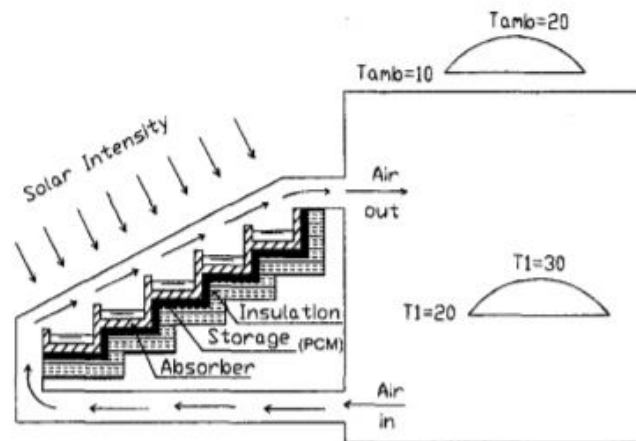 Tamb=20
Tamb=10
Solar Intensity
Air
out
T1=30
T1=20
Insulation
Storage (PCM)
Absorber
Air
in